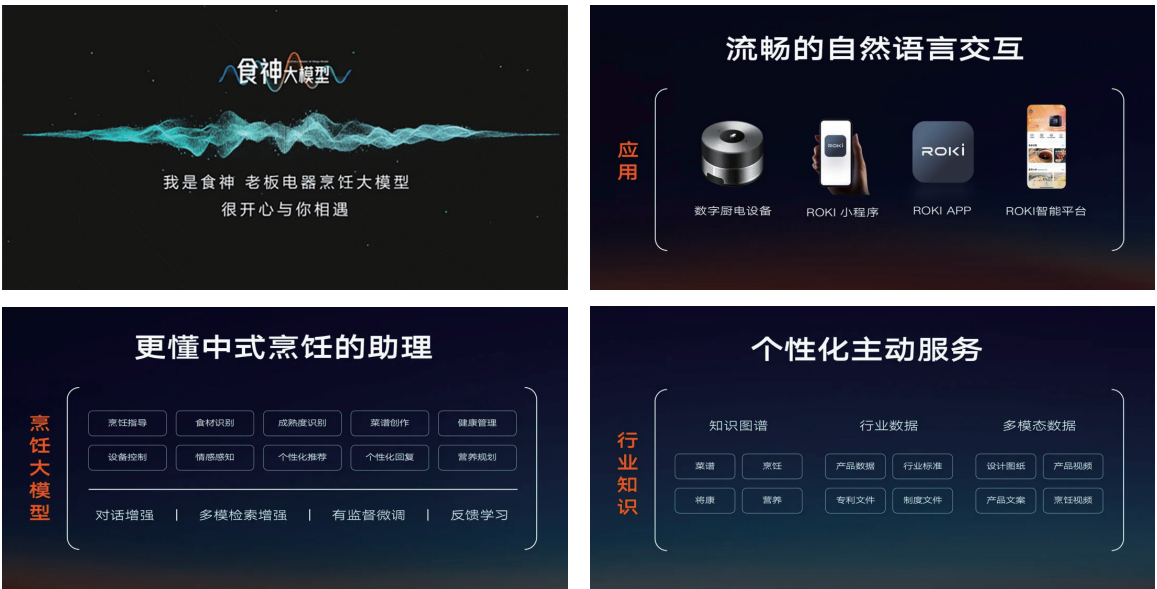 食神大模型
我是食神 老板电器烹饪大模型
很开心与你相遇
流畅的自然语言交互
应用
ROKI
ROKI
数字厨电设备
ROKI 小程序
ROKI APP
ROKI智能平台
更懂中式烹饪的助理
烹饪大模型
烹饪指导 食材识别 成熟度识别 菜谱创作 健康管理
设备控制 情感感知 个性化推荐 个性化回复 营养规划
对话增强 | 多模检索增强 | 有监督微调 | 反馈学习
个性化主动服务
行业知识
知识图谱 行业数据 多模态数据
菜谱 烹饪 产品数据 行业标准 设计图纸 产品视频
将康 营养 专利文件 制度文件 产品文案 烹饪视频